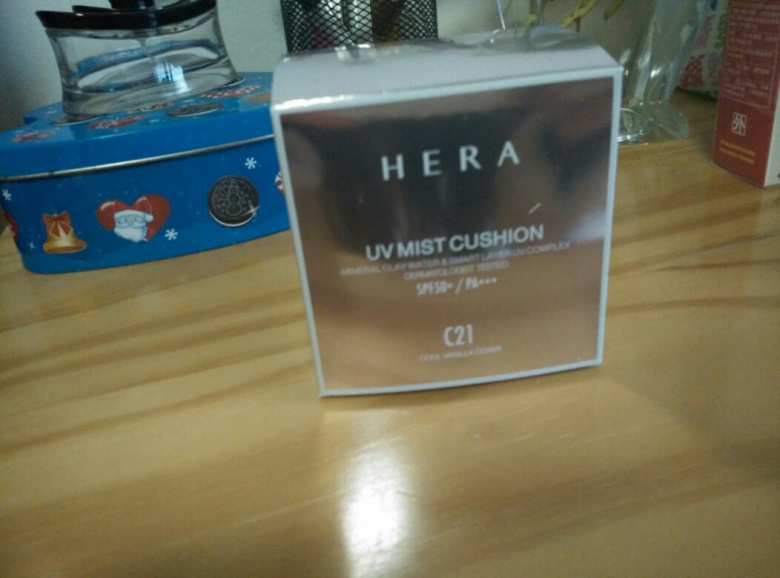 HERA
UV MIST CUSHION
MINERAL CLAY WATER & SMART LAYER UV COMPLEX
DERMATOLOGIST TESTED
SPF50+ / PA+++
C21
COOL VANILLA COVER